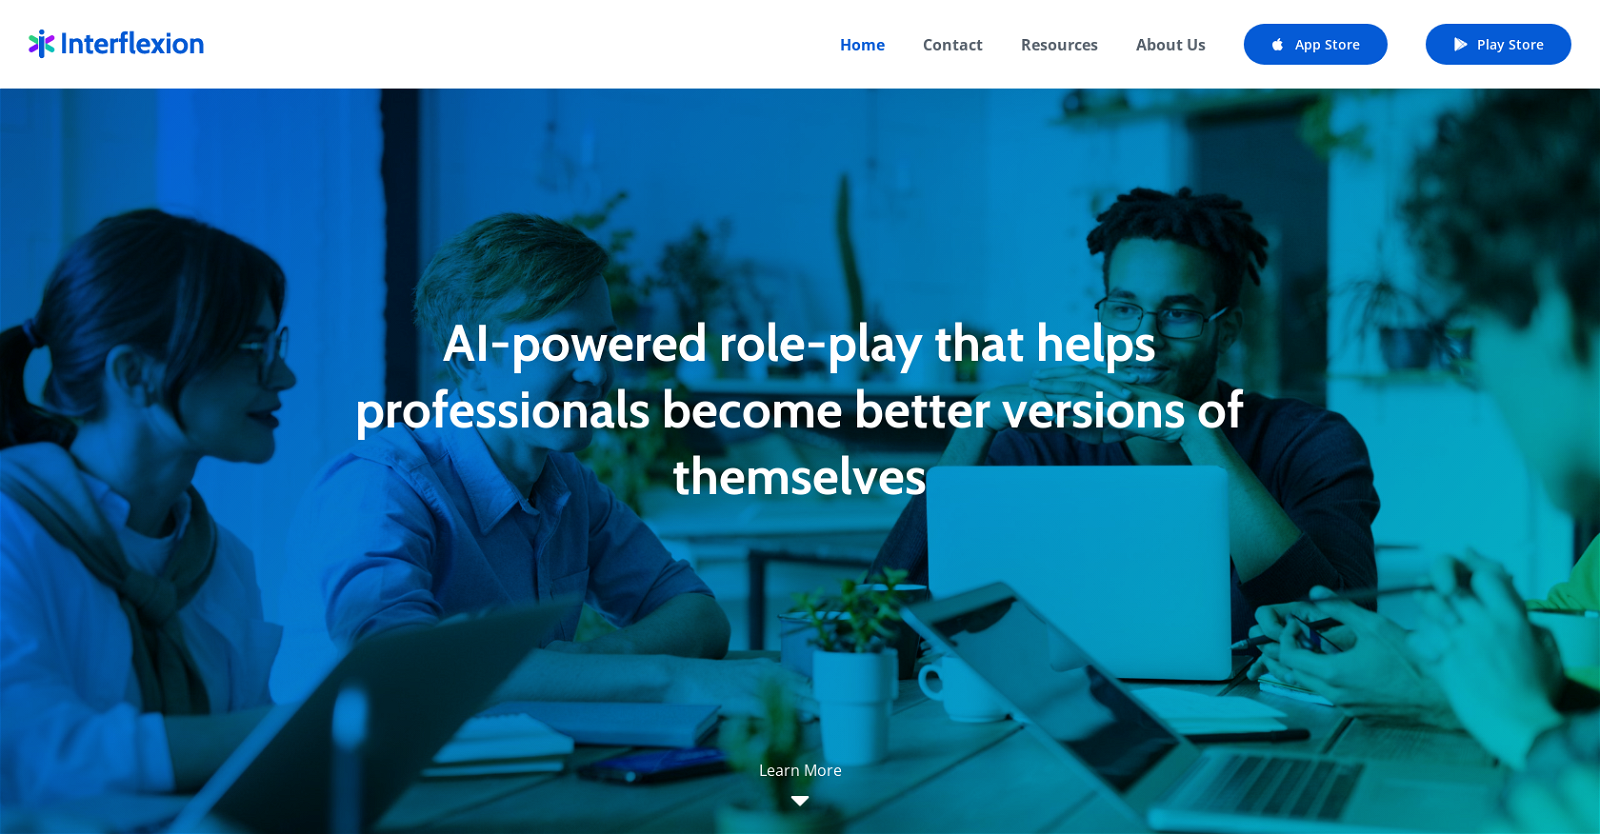 Interflexion
Home
Contact
Resources
About Us
App Store
Play Store
AI-powered role-play that helps
professionals become better versions of
themselves
Learn More